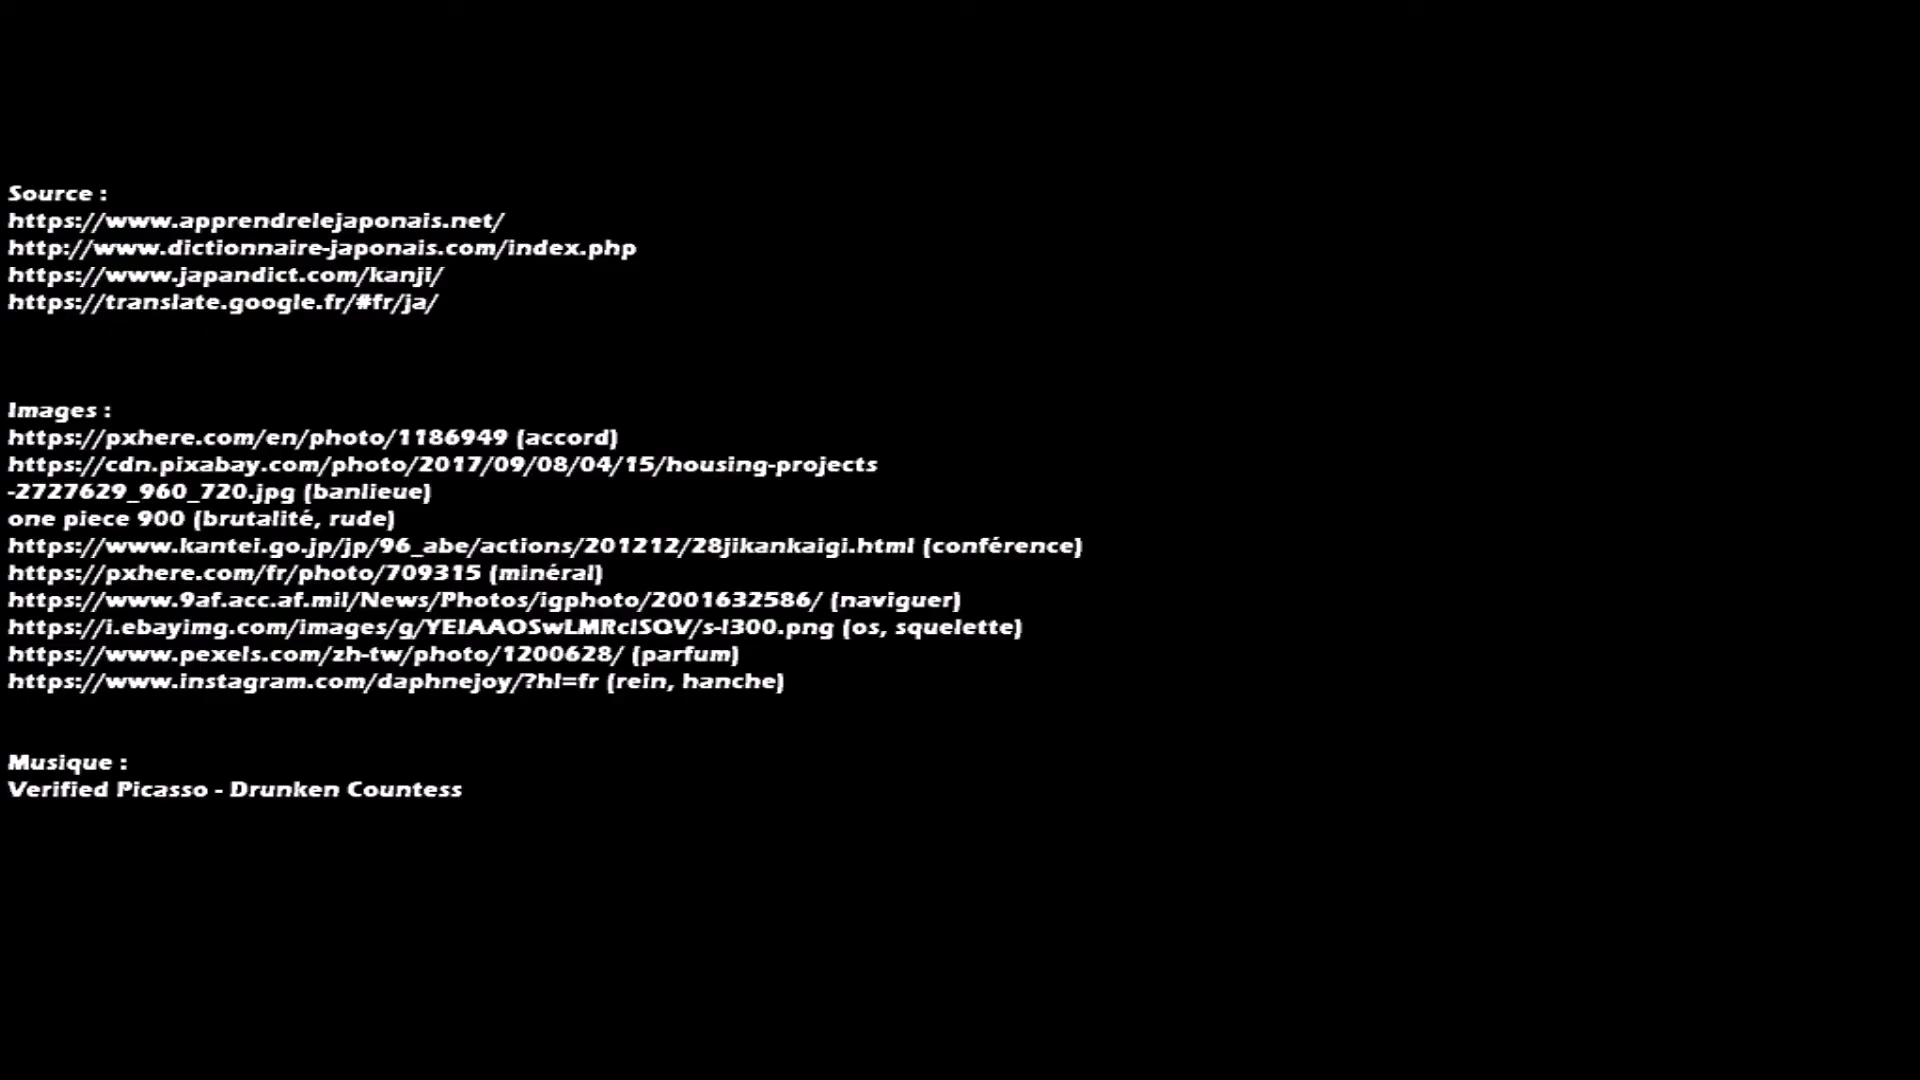 Source :
https://www.apprendrelejaponais.net/
http://www.dictionnaire-japonais.com/index.php
https://www.japandict.com/kanji/
https://translate.google.fr/#fr/ja/
Images :
https://pxhere.com/en/photo/1186949 (accord)
https://cdn.pixabay.com/photo/2017/09/08/04/15/housing-projects
-2727629_960_720.jpg (banlieue)
one piece 900 (brutalité, rude)
https://www.kantei.go.jp/jp/96_abe/actions/201212/28jikankaigi.html (conférence)
https://pxhere.com/fr/photo/709315 (minéral)
https://www.9af.acc.af.mil/News/Photos/igphoto/2001632586/ (naviguer)
https://i.ebayimg.com/images/g/YEIAAOSwLMRclSQV/s-l300.png (os, squelette)
https://www.pexels.com/zh-tw/photo/1200628/ (parfum)
https://www.instagram.com/daphnejoy/?hl=fr (rein, hanche)
Musique :
Verified Picasso - Drunken Countess